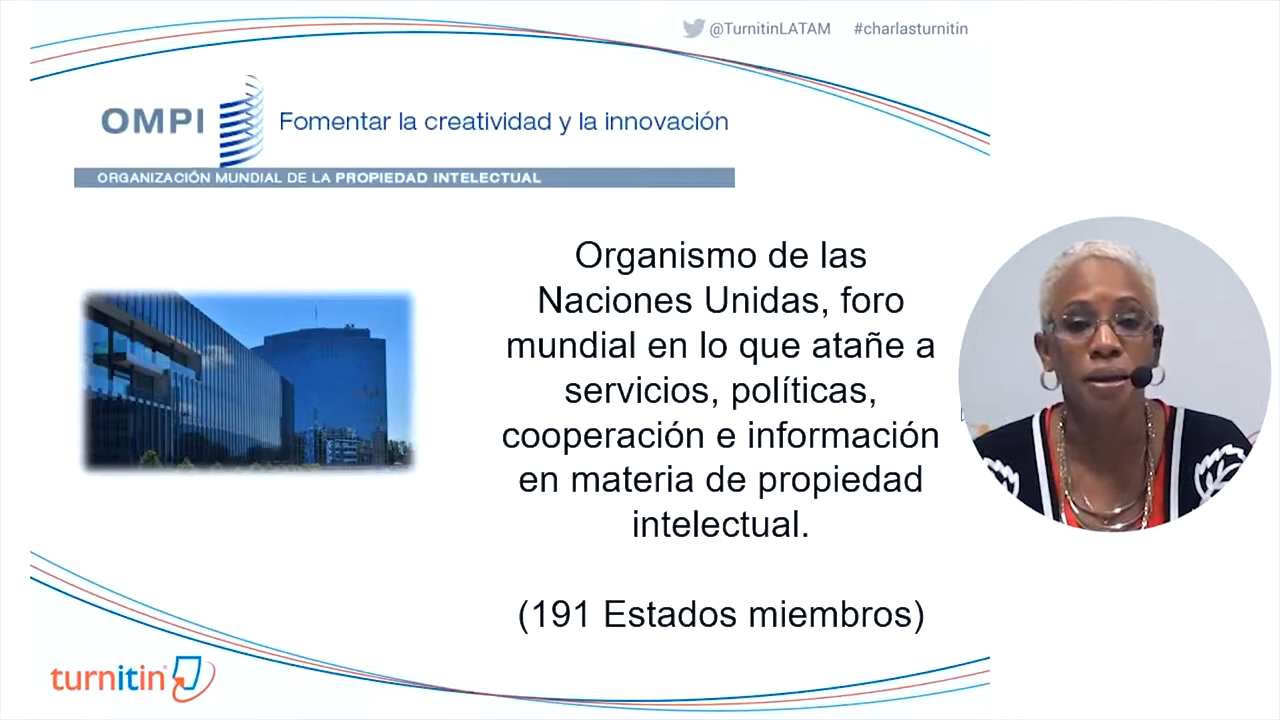 @TurnitinLATAM #charlasturnitin
OMPI
Fomentar la creatividad y la innovación
ORGANIZACIÓN MUNDIAL DE LA PROPIEDAD INTELECTUAL
Organismo de las
Naciones Unidas, foro
mundial en lo que atañe a
servicios, políticas,
cooperación e información
en materia de propiedad
intelectual.
(191 Estados miembros)
turnitin